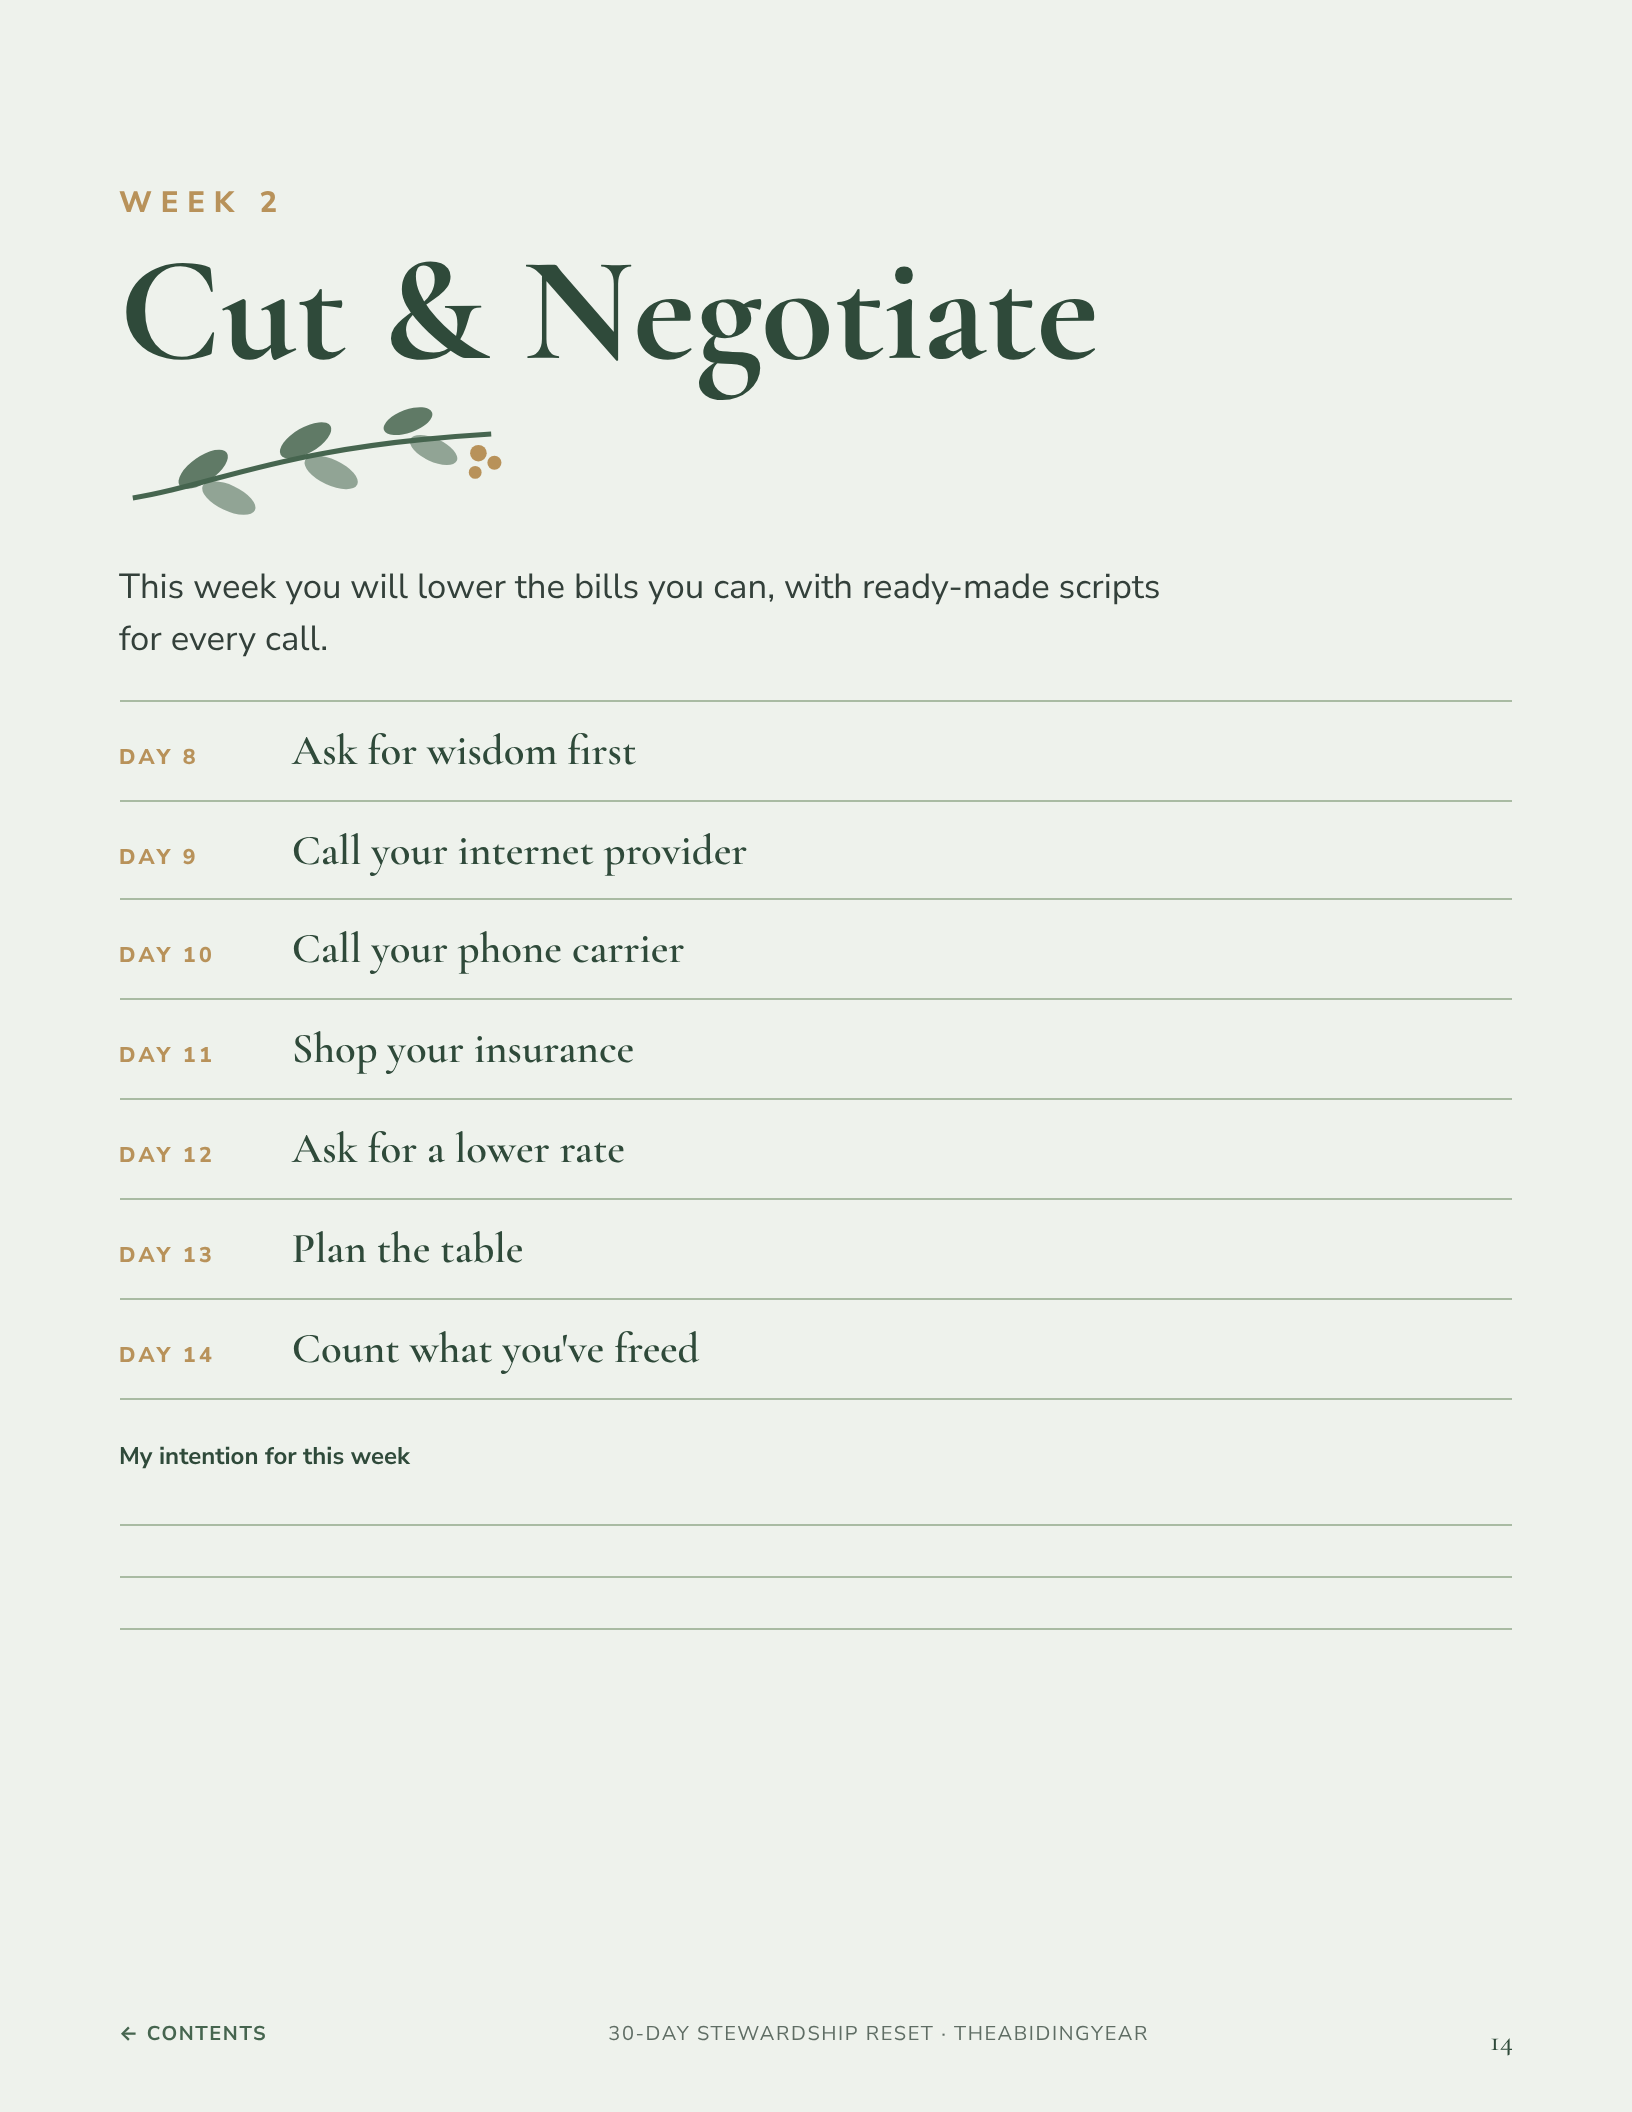 WEEK 2
Cut & Negotiate
This week you will lower the bills you can, with ready-made scripts
for every call.
DAY 8 Ask for wisdom first
DAY 9 Call your internet provider
DAY 10 Call your phone carrier
DAY 11 Shop your insurance
DAY 12 Ask for a lower rate
DAY 13 Plan the table
DAY 14 Count what you've freed
My intention for this week
← CONTENTS 30-DAY STEWARDSHIP RESET · THEABIDINGYEAR 14